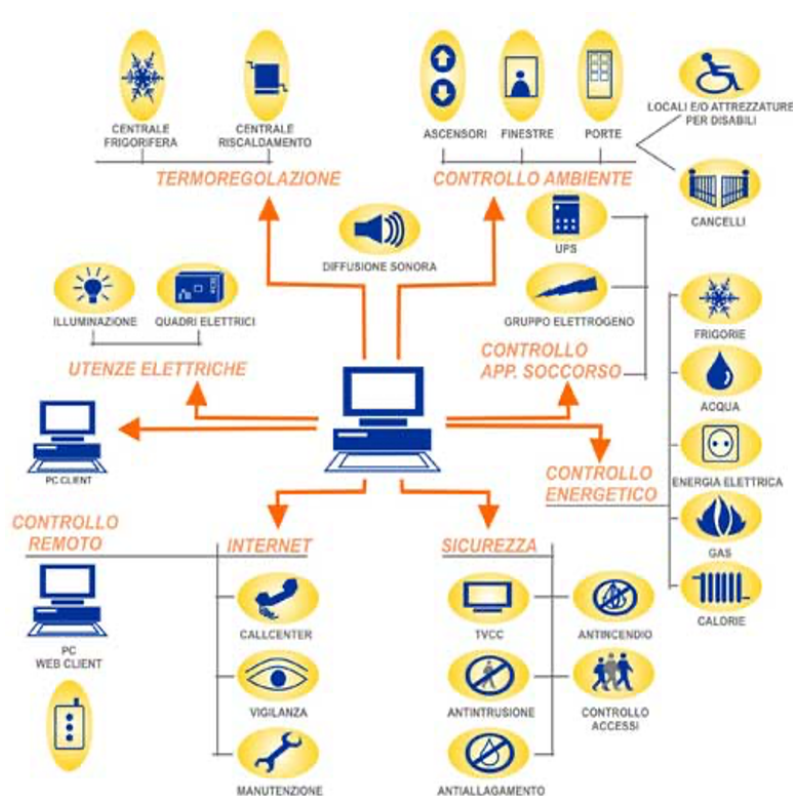 CENTRALE
FRIGORIFERA
CENTRALE
RISCALDAMENTO
TERMOREGOLAZIONE
ASCENSORI
FINESTRE
PORTE
CONTROLLO AMBIENTE
LOCALI E/O ATTREZZATURE
PER DISABILI
CANCELLI
DIFFUSIONE SONORA
UPS
GRUPPO ELETTROGENO
CONTROLLO
APP. SOCCORSO
ILLUMINAZIONE
QUADRI ELETTRICI
UTENZE ELETTRICHE
PC CLIENT
FRIGORIE
ACQUA
ENERGIA ELETTRICA
GAS
CALORIE
CONTROLLO
ENERGETICO
CONTROLLO
REMOTO
PC
WEB CLIENT
INTERNET
CALLCENTER
VIGILANZA
MANUTENZIONE
SICUREZZA
TVCC
ANTINCENDIO
ANTINTRUSIONE
CONTROLLO
ACCESSI
ANTIALLAGAMENTO